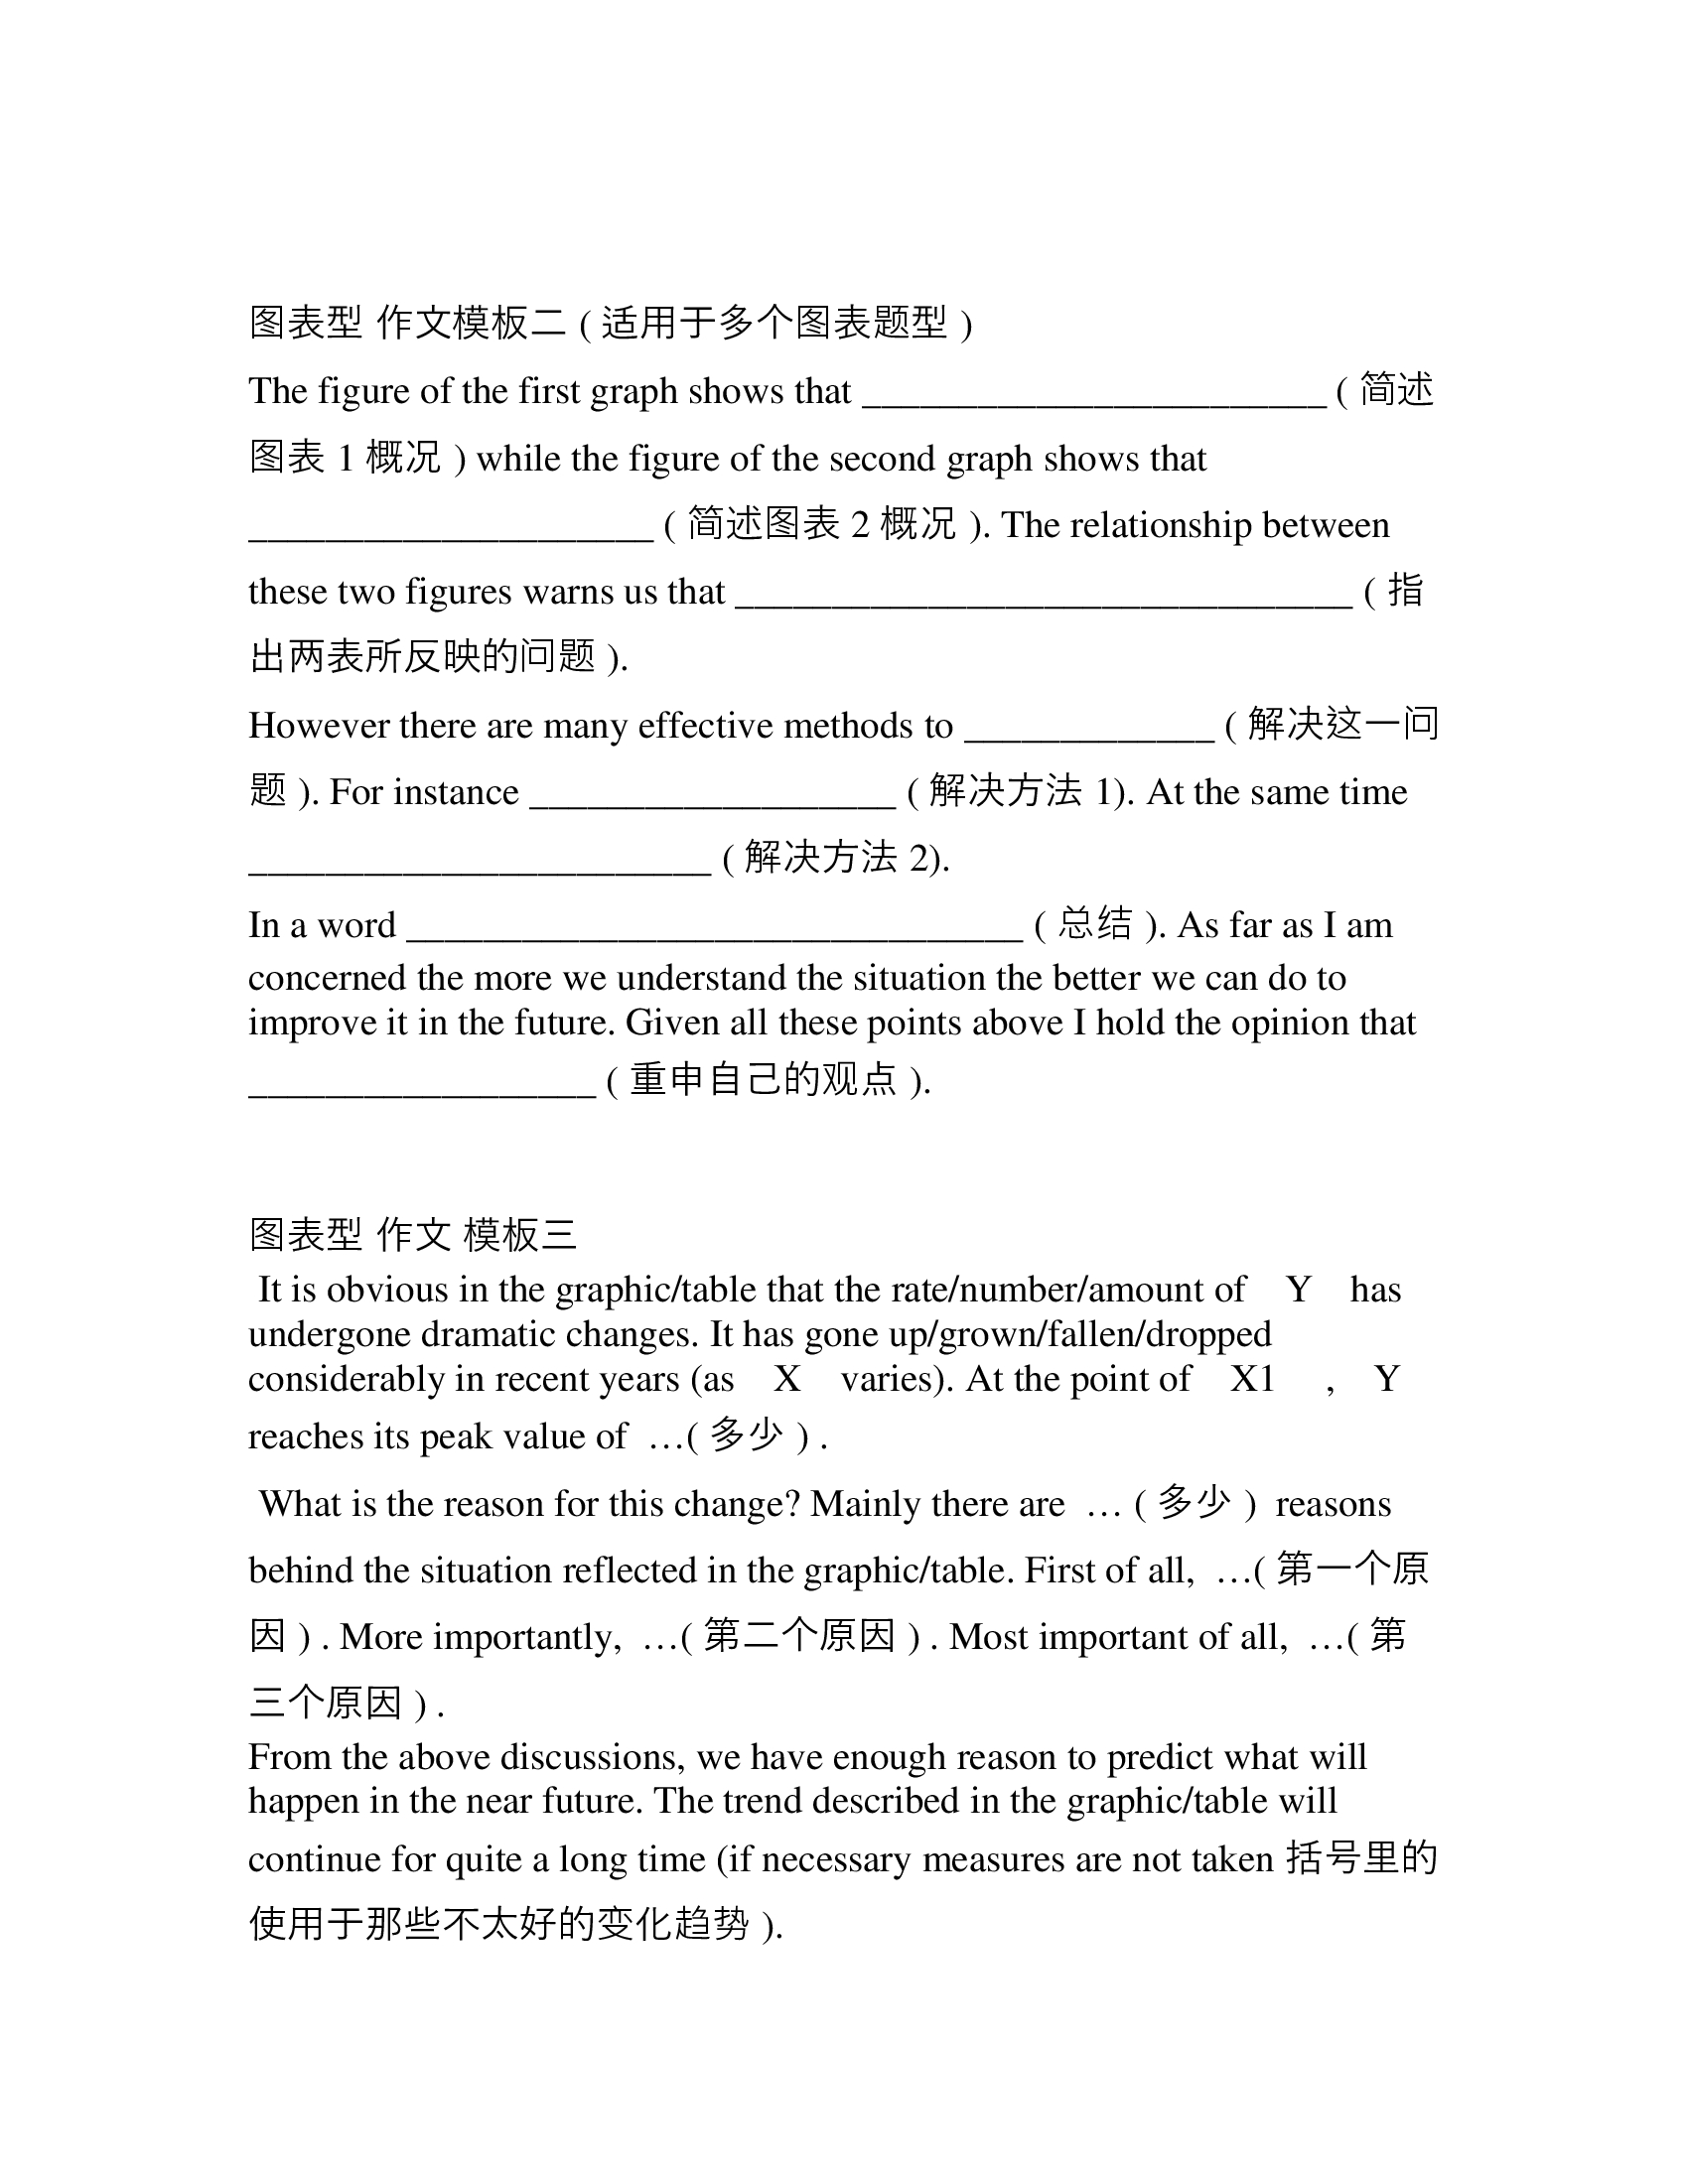 图表型 作文模板二 ( 适用于多个图表题型 )
The figure of the first graph shows that ________________________ ( 简述
图表 1 概况 ) while the figure of the second graph shows that
_____________________ ( 简述图表 2 概况 ). The relationship between
these two figures warns us that ________________________________ ( 指
出两表所反映的问题 ).
However there are many effective methods to _____________ ( 解决这一问
题 ). For instance ___________________ ( 解决方法 1). At the same time
________________________ ( 解决方法 2).
In a word ________________________________ ( 总结 ). As far as I am
concerned the more we understand the situation the better we can do to
improve it in the future. Given all these points above I hold the opinion that
__________________ ( 重申自己的观点 ).
图表型 作文 模板三
It is obvious in the graphic/table that the rate/number/amount of Y has
undergone dramatic changes. It has gone up/grown/fallen/dropped
considerably in recent years (as X varies). At the point of X1 , Y
reaches its peak value of …( 多少 ) .
What is the reason for this change? Mainly there are … ( 多少 ) reasons
behind the situation reflected in the graphic/table. First of all, …( 第一个原
因 ) . More importantly, …( 第二个原因 ) . Most important of all, …( 第
三个原因 ) .
From the above discussions, we have enough reason to predict what will
happen in the near future. The trend described in the graphic/table will
continue for quite a long time (if necessary measures are not taken 括号里的
使用于那些不太好的变化趋势 ).